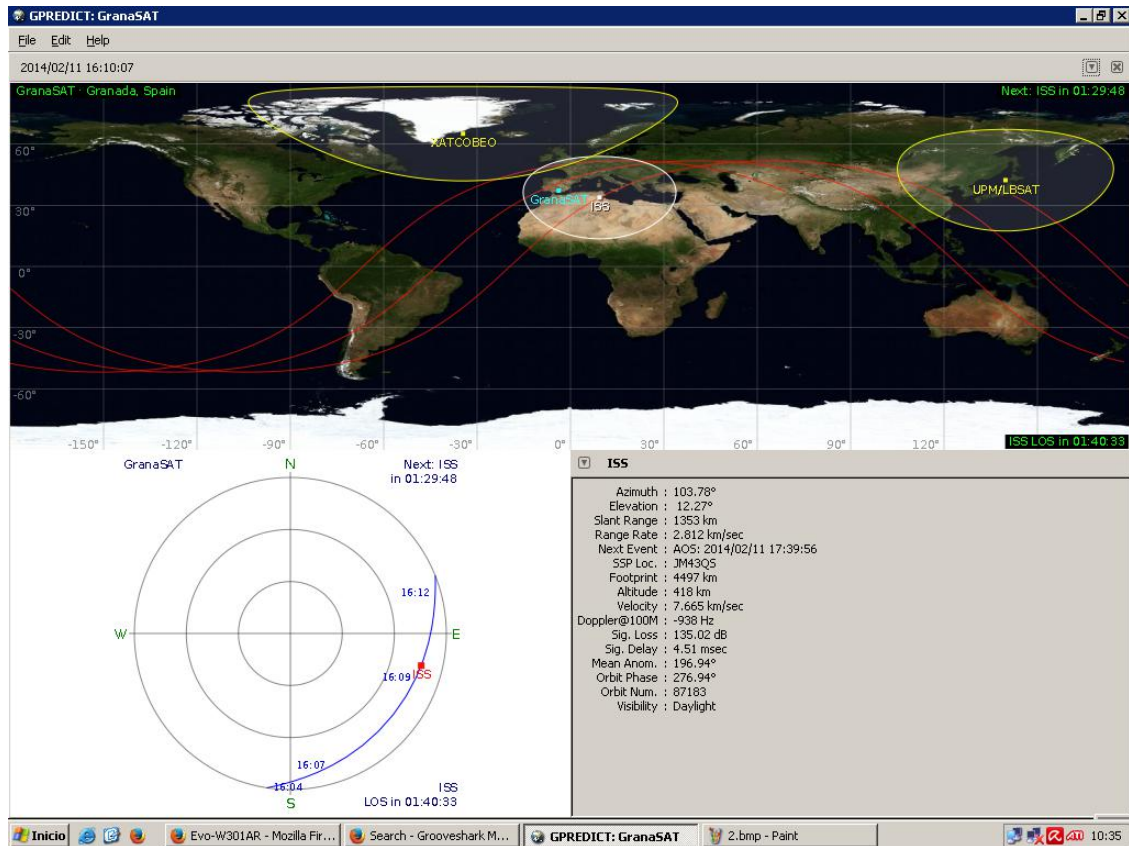 GPREDICT: GranaSAT
File Edit Help
2014/02/11 16:10:07
GranaSAT - Granada, Spain
Next: ISS in 01:29:48
XATCOBEO
60°
UPM/LBSAT
GranaSAT
ISS
30°
0°
-30°
-60°
-150° -120° -90° -60° -30° 0° 30° 60° 90° 120°
ISS LOS in 01:40:33
GranaSAT
N
Next: ISS
in 01:29:48
16:12
W
E
16:09
ISS
16:07
16:04
S
ISS
LOS in 01:40:33
ISS
Azimuth : 103.78°
Elevation : 12.27°
Slant Range : 1353 km
Range Rate : 2.812 km/sec
Next Event : AOS: 2014/02/11 17:39:56
SSP Loc. : JM43QS
Footprint : 4497 km
Altitude : 418 km
Velocity : 7.665 km/sec
Doppler@100M : -938 Hz
Sig. Loss : 135.02 dB
Sig. Delay : 4.51 msec
Mean Anom. : 196.94°
Orbit Phase : 276.94°
Orbit Num. : 87183
Visibility : Daylight
Inicio
Evo-W301AR - Mozilla Fir...
Search - Grooveshark M...
GPREDICT: GranaSAT
2.bmp - Paint
10:35